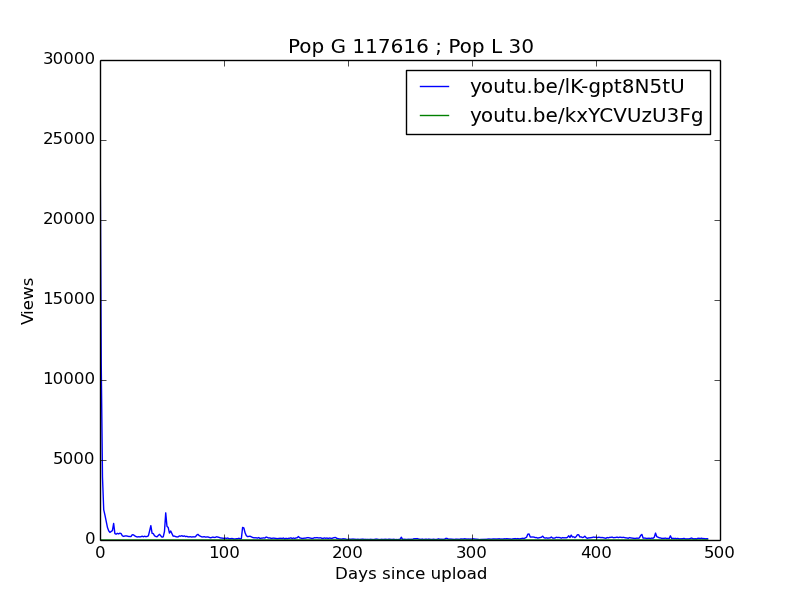 Pop G 117616 ; Pop L 30
30000
25000
20000
15000
10000
5000
0
Views
youtu.be/lK-gpt8N5tU
youtu.be/kxYCVUzU3Fg
0 100 200 300 400 500
Days since upload